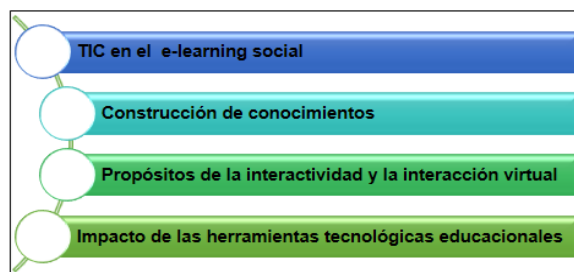 TIC en el e-learning social
Construcción de conocimientos
Propósitos de la interactividad y la interacción virtual
Impacto de las herramientas tecnológicas educacionales